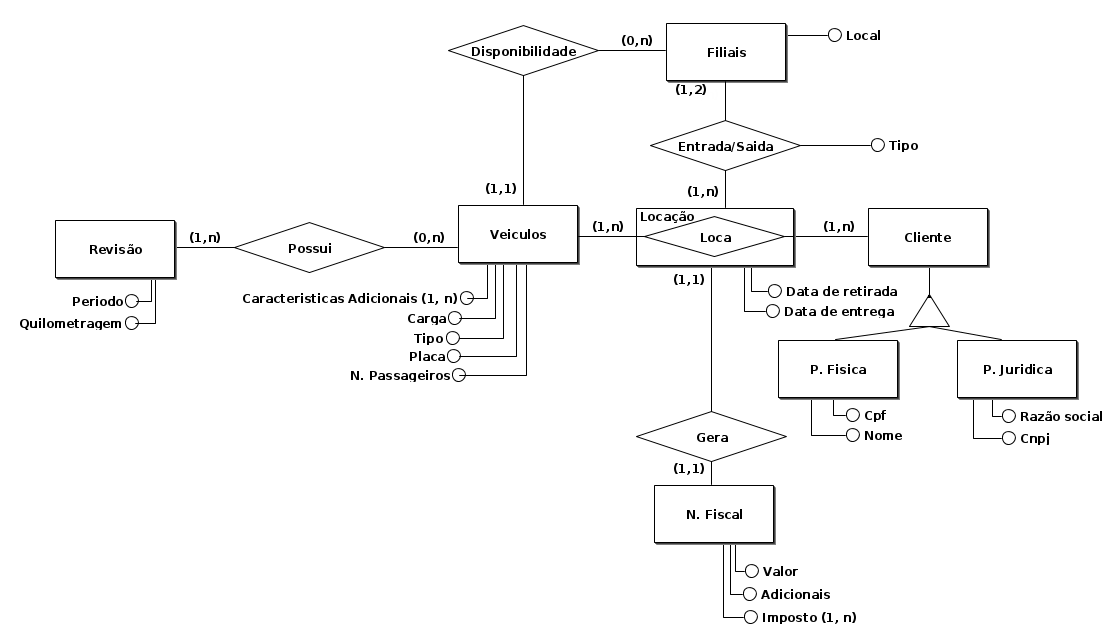 Disponibilidade
(0,n)
Filiais
Local
(1,2)
Entrada/Saida
Tipo
(1,1)
(1,n)
Revisão
(1,n)
Possui
(0,n)
Veiculos
(1,n)
Locação
Loca
(1,n)
Cliente
Periodo
Quilometragem
Caracteristicas Adicionais (1, n)
Carga
Tipo
Placa
N. Passageiros
(1,1)
Data de retirada
Data de entrega
P. Fisica
P. Juridica
Cpf
Nome
Razão social
Cnpj
Gera
(1,1)
N. Fiscal
Valor
Adicionais
Imposto (1, n)